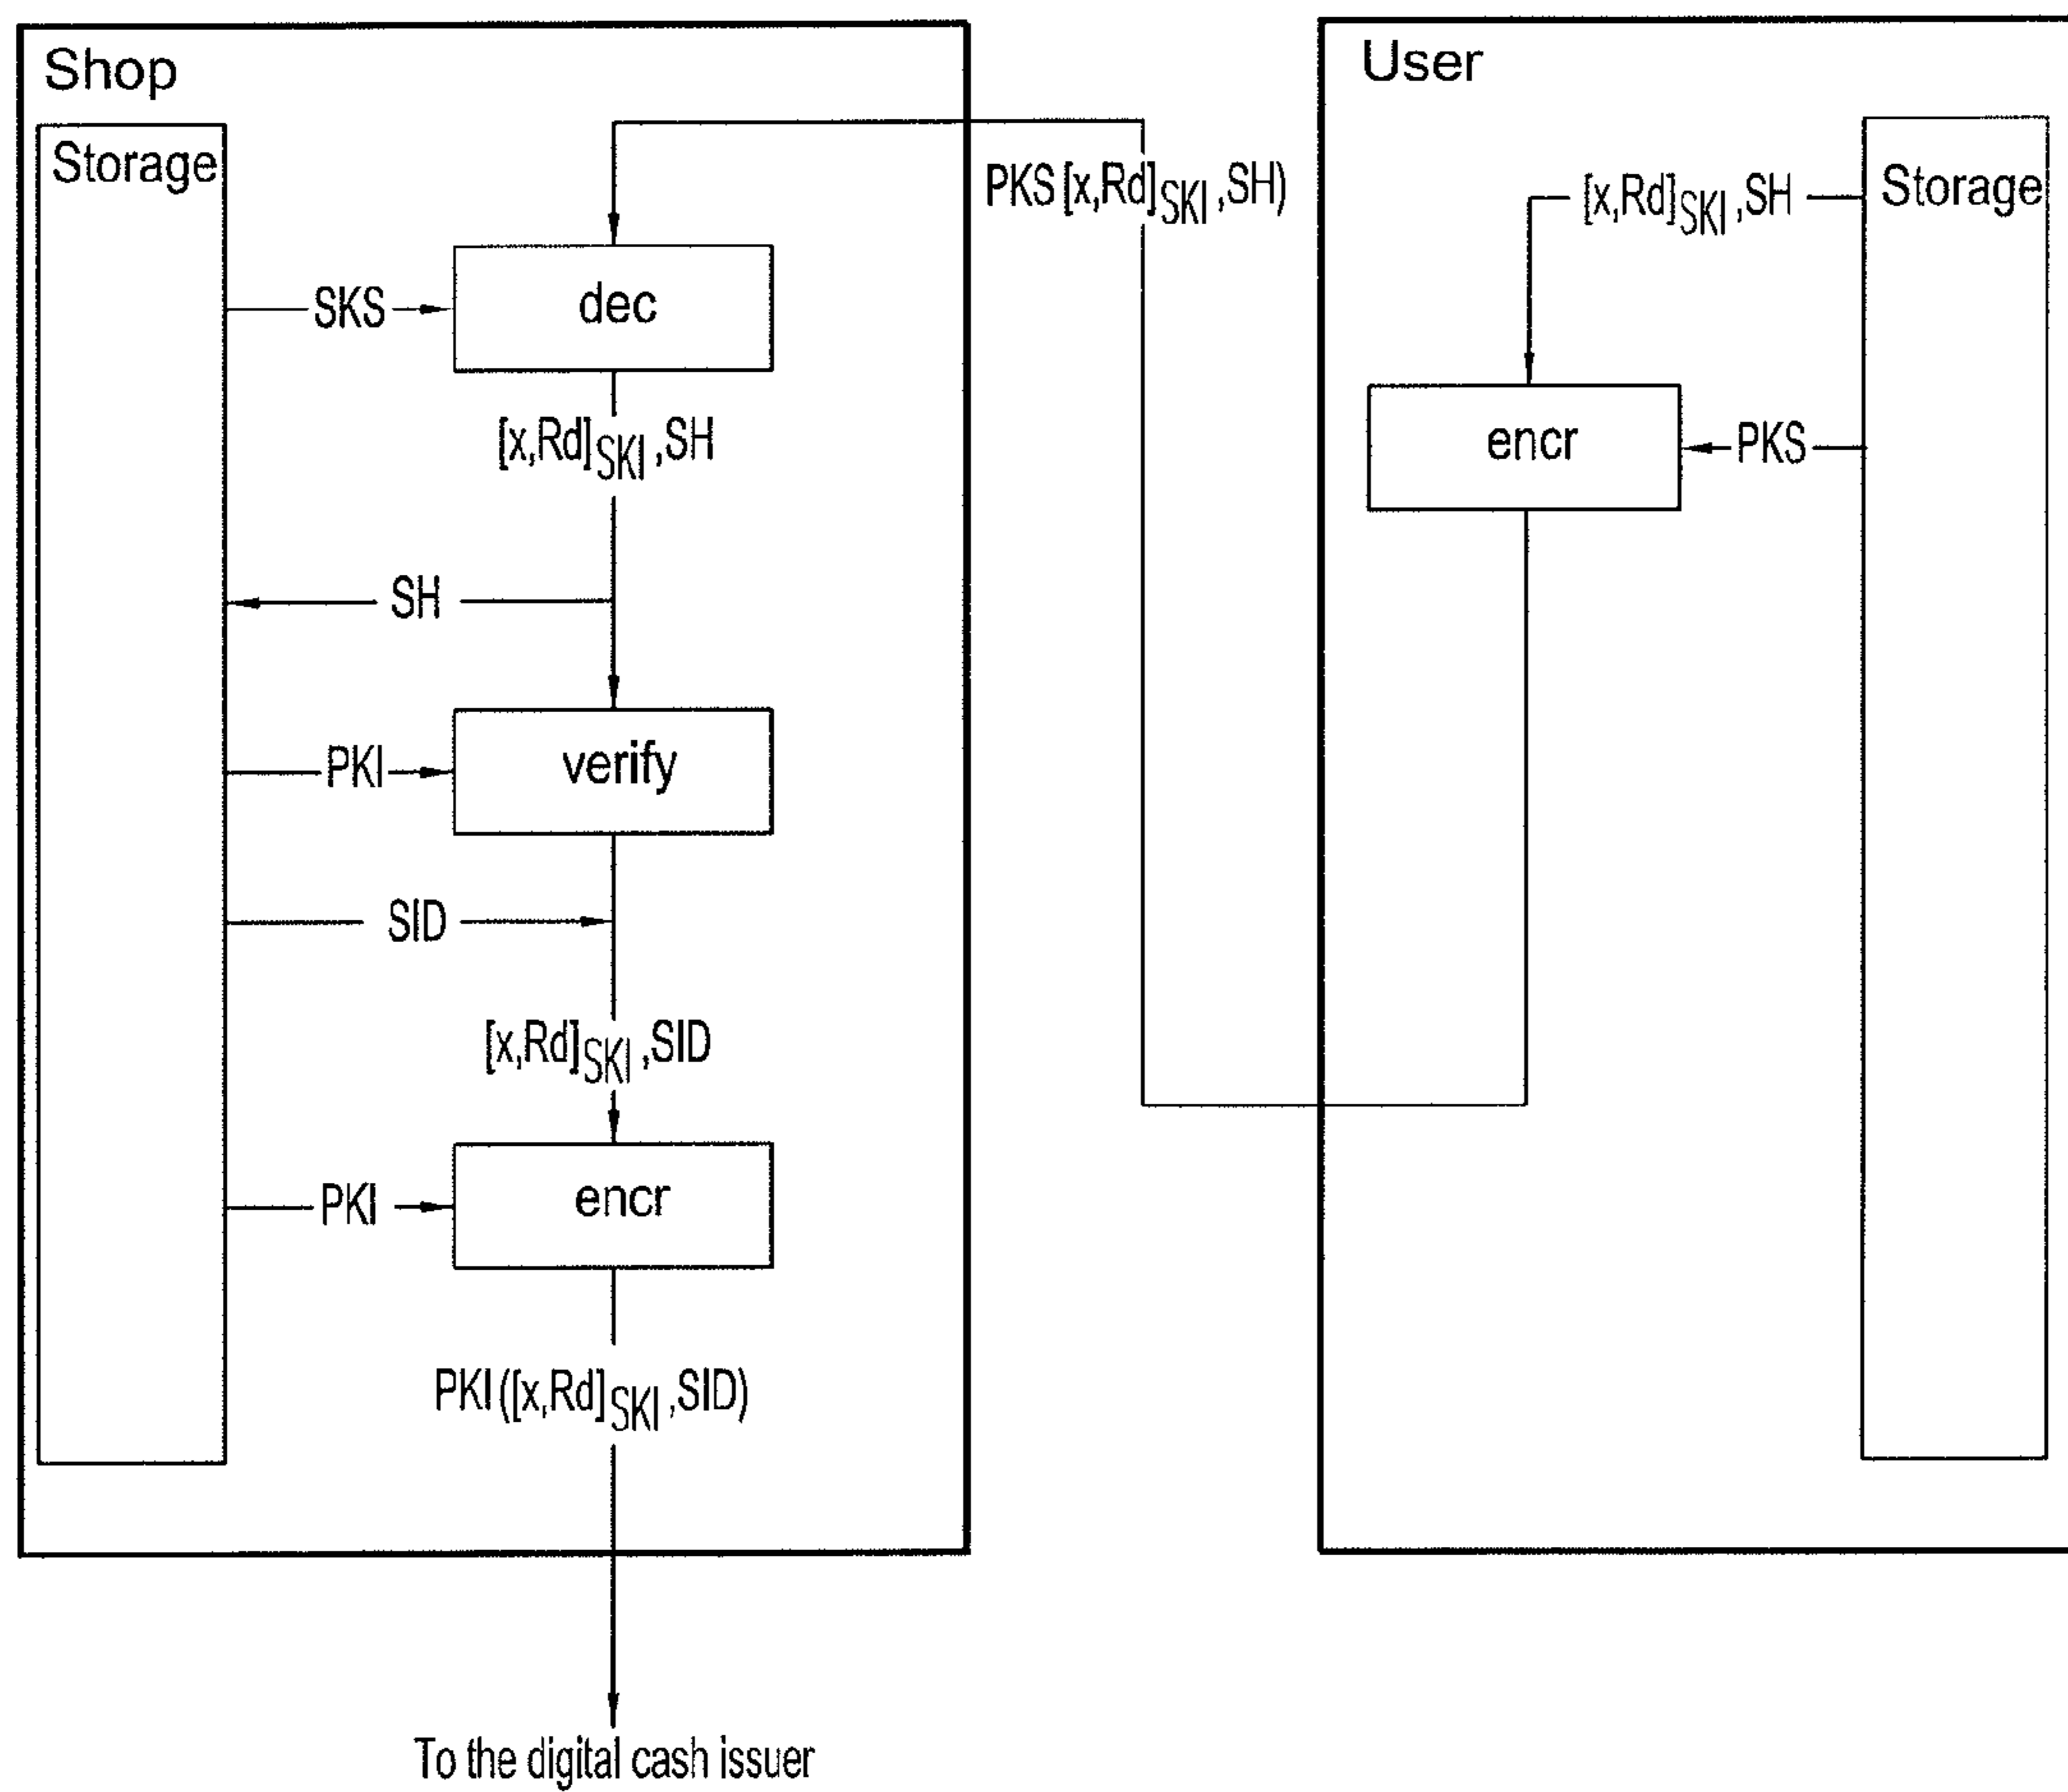 Shop
Storage
SKS
dec
[x,Rd]SKI ,SH
SH
PKI
verify
SID
[x,Rd]SKI ,SID
PKI
encr
PKI ([x,Rd]SKI ,SID)
To the digital cash issuer
PKS [x,Rd]SKI ,SH)
User
[x,Rd]SKI ,SH
Storage
encr
PKS